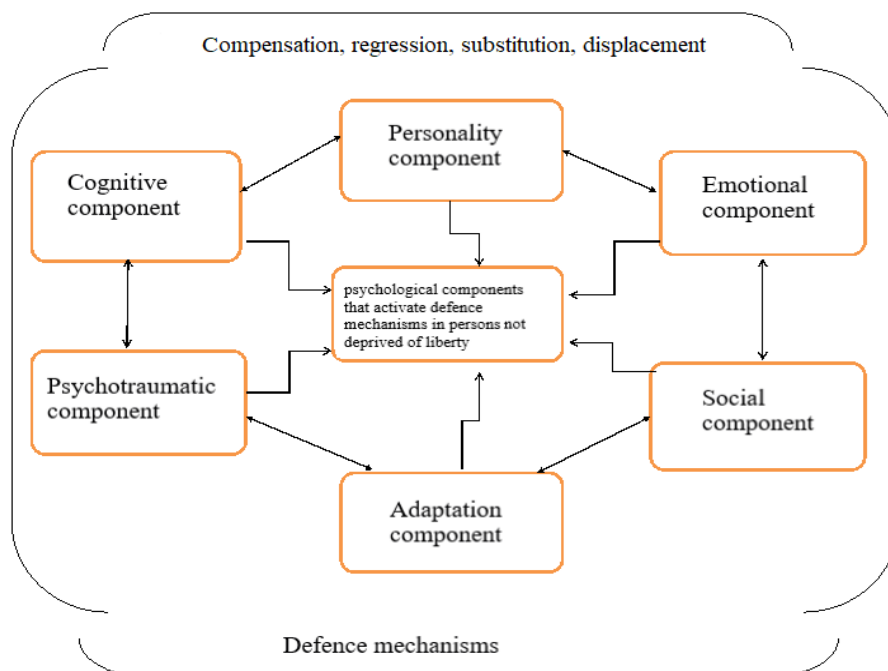 Compensation, regression, substitution, displacement
Personality
component
Cognitive
component
Emotional
component
psychological components
that activate defence
mechanisms in persons not
deprived of liberty
Psychotraumatic
component
Social
component
Adaptation
component
Defence mechanisms